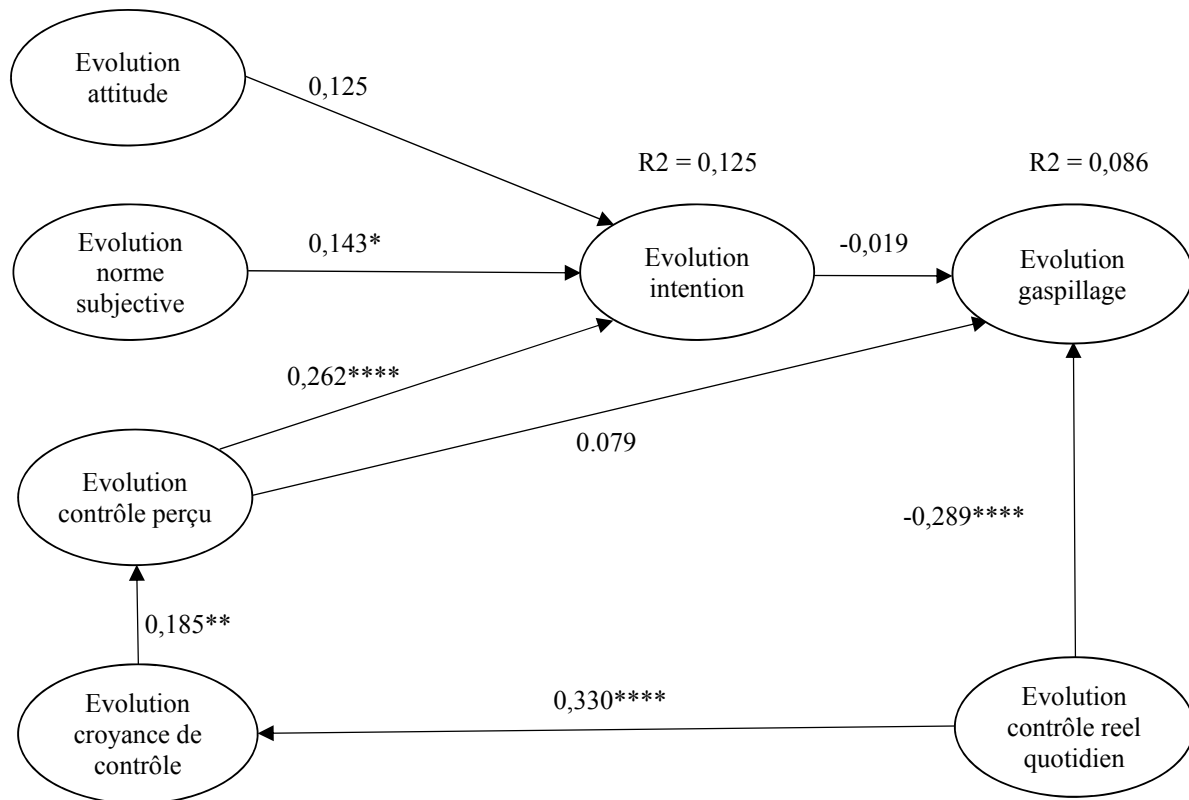 Evolution
attitude
0,125
R2 = 0,125
R2 = 0,086
Evolution
norme
subjective
0,143*
Evolution
intention
-0,019
Evolution
gaspillage
0,262****
0.079
Evolution
contrôle perçu
-0,289****
0,185**
Evolution
croyance de
contrôle
0,330****
Evolution
contrôle reel
quotidien